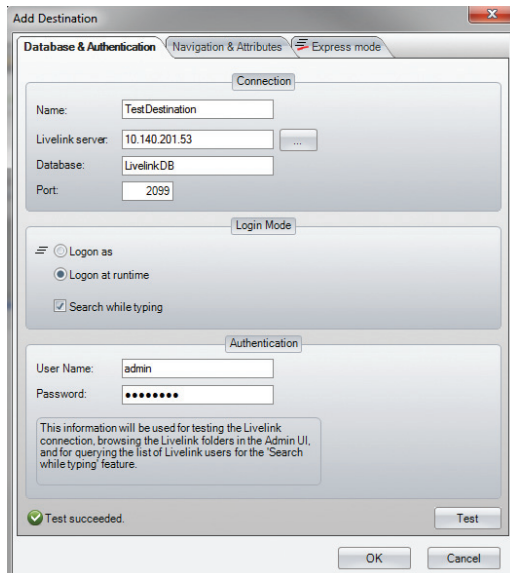 Add Destination
Database & Authentication Navigation & Attributes Express mode
Connection
Name: TestDestination
Livelink server: 10.140.201.53 ...
Database: LivelinkDB
Port: 2099
Login Mode
Logon as
Logon at runtime
Search while typing
Authentication
User Name: admin
Password: ●●●●●●●●
This information will be used for testing the Livelink
connection, browsing the Livelink folders in the Admin UI,
and for querying the list of Livelink users for the 'Search
while typing' feature.
Test succeeded. Test
OK Cancel